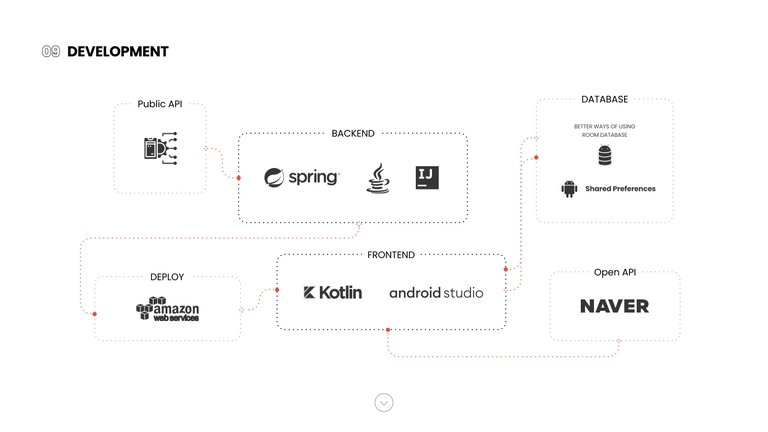 09 DEVELOPMENT
Public API
BACKEND
spring
IJ
DATABASE
BETTER WAYS OF USING
ROOM DATABASE
Shared Preferences
DEPLOY
amazon
web services
FRONTEND
Kotlin
android studio
Open API
NAVER